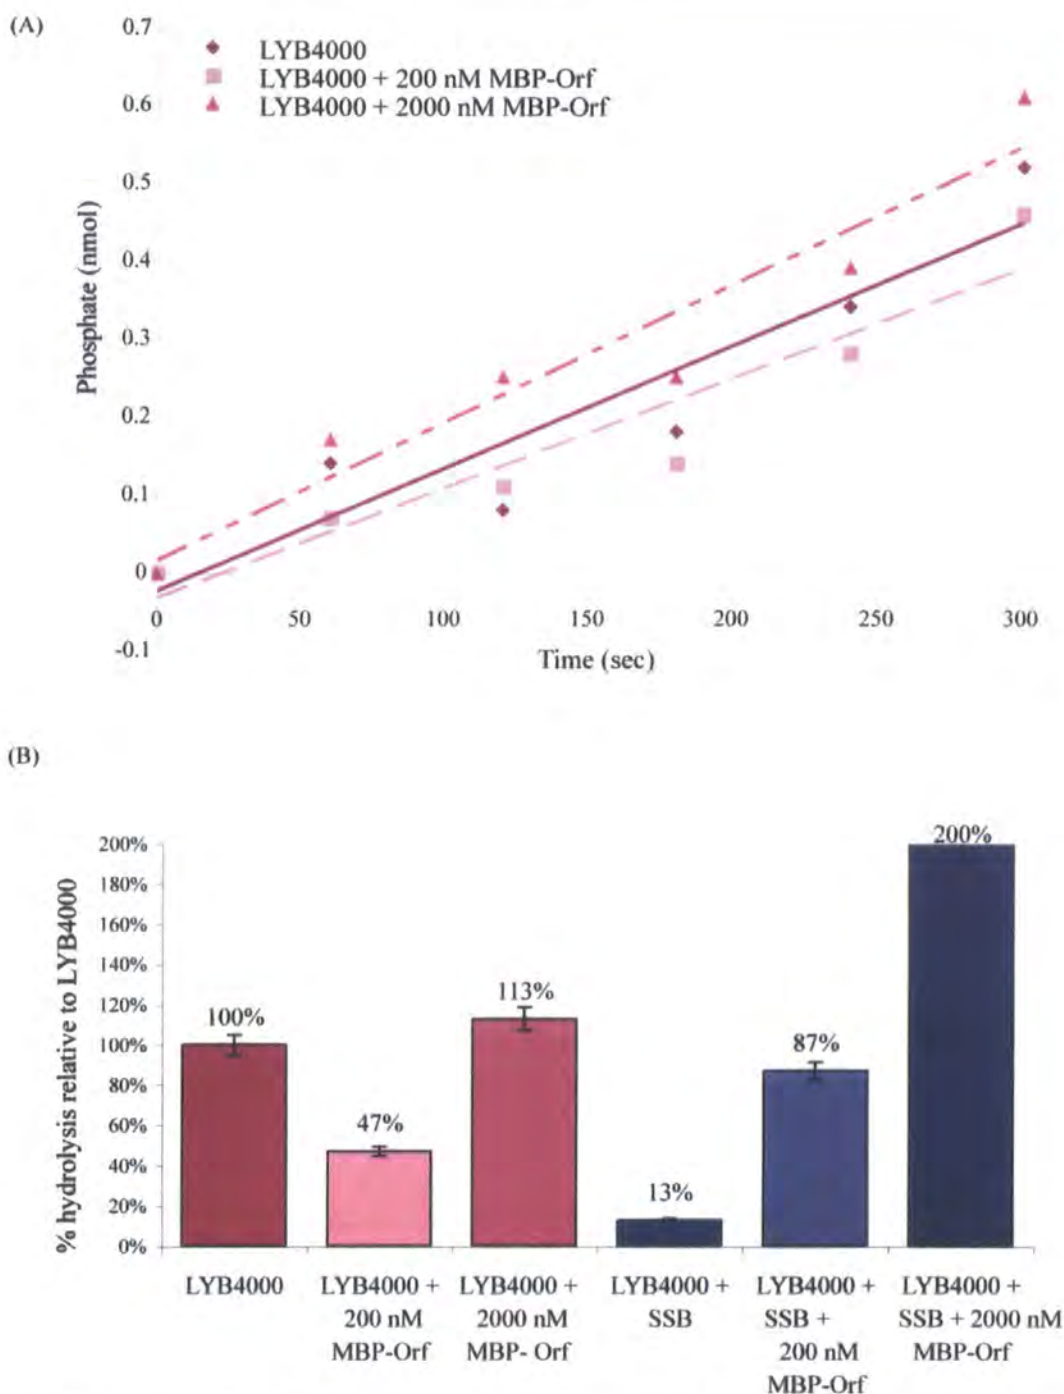 (A)
0.7
LYB4000
LYB4000 + 200 nM MBP-Orf
LYB4000 + 2000 nM MBP-Orf
0.6
0.5
0.4
0.3
0.2
0.1
0
-0.1
Phosphate (nmol)
0 50 100 150 200 250 300
Time (sec)
(B)
200%
180%
160%
140%
120%
100%
80%
60%
40%
20%
0%
% hydrolysis relative to LYB4000
100%
47%
113%
13%
87%
200%
LYB4000
LYB4000 +
200 nM
MBP-Orf
LYB4000 +
2000 nM
MBP- Orf
LYB4000 +
SSB
LYB4000 +
SSB +
200 nM
MBP-Orf
LYB4000 +
SSB + 2000 nM
MBP-Orf